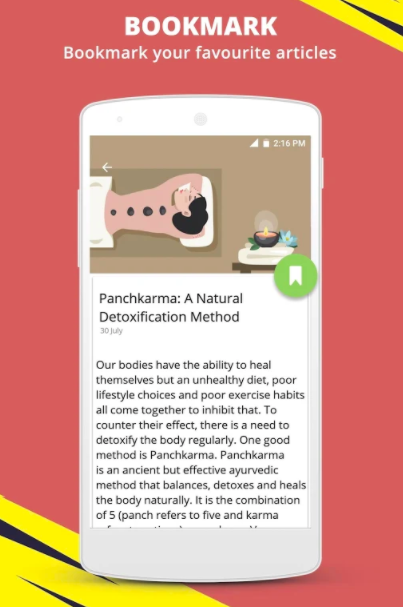 BOOKMARK
Bookmark your favourite articles
2:16 PM
Panchkarma: A Natural
Detoxification Method
30 July
Our bodies have the ability to heal
themselves but an unhealthy diet, poor
lifestyle choices and poor exercise habits
all come together to inhibit that. To
counter their effect, there is a need to
detoxify the body regularly. One good
method is Panchkarma. Panchkarma
is an ancient but effective ayurvedic
method that balances, detoxes and heals
the body naturally. It is the combination
of 5 (panch refers to five and karma